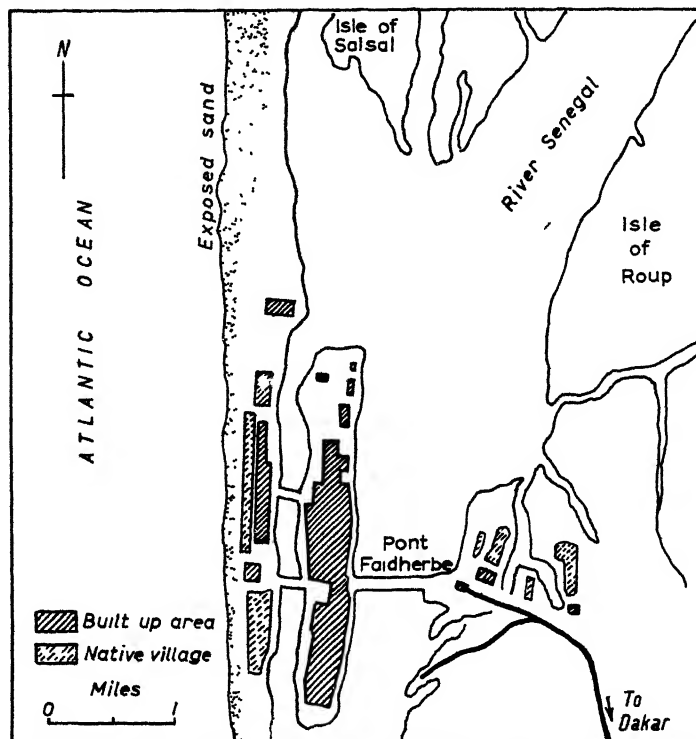 N
Isle of
Salsal
Exposed sand
River Senegal
ATLANTIC OCEAN
Isle
of
Roup
Pont
Faidherbe
Built up area
Native village
Miles
0 1
To
Dakar